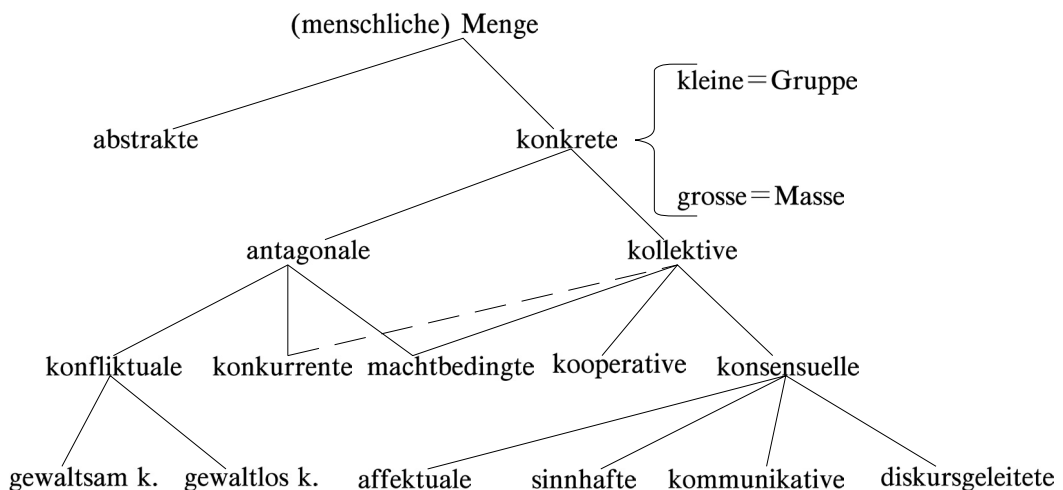 (menschliche) Menge
kleine=Gruppe
abstrakte
konkrete
grosse=Masse
antagonale
kollektive
konfliktuale
konkurrente
machtbedingte
kooperative
konsensuelle
gewaltsam k.
gewaltlos k.
affektuale
sinnhafte
kommunikative
diskursgeleitete